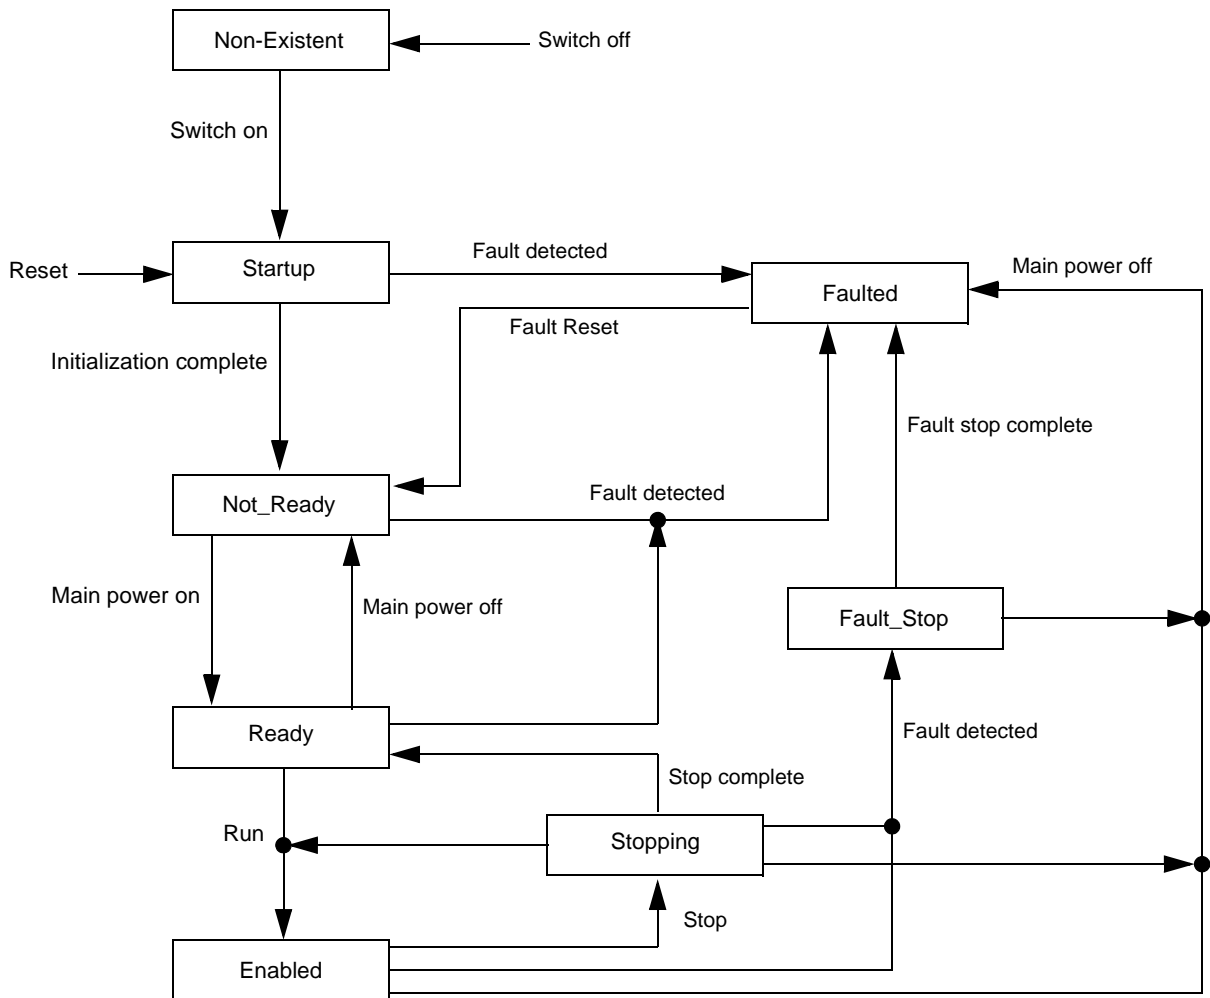 Non-Existent
Switch off
Switch on
Startup
Fault detected
Reset
Main power off
Faulted
Fault Reset
Initialization complete
Fault stop complete
Not_Ready
Fault detected
Main power on
Main power off
Fault_Stop
Ready
Fault detected
Stop complete
Run
Stopping
Stop
Enabled